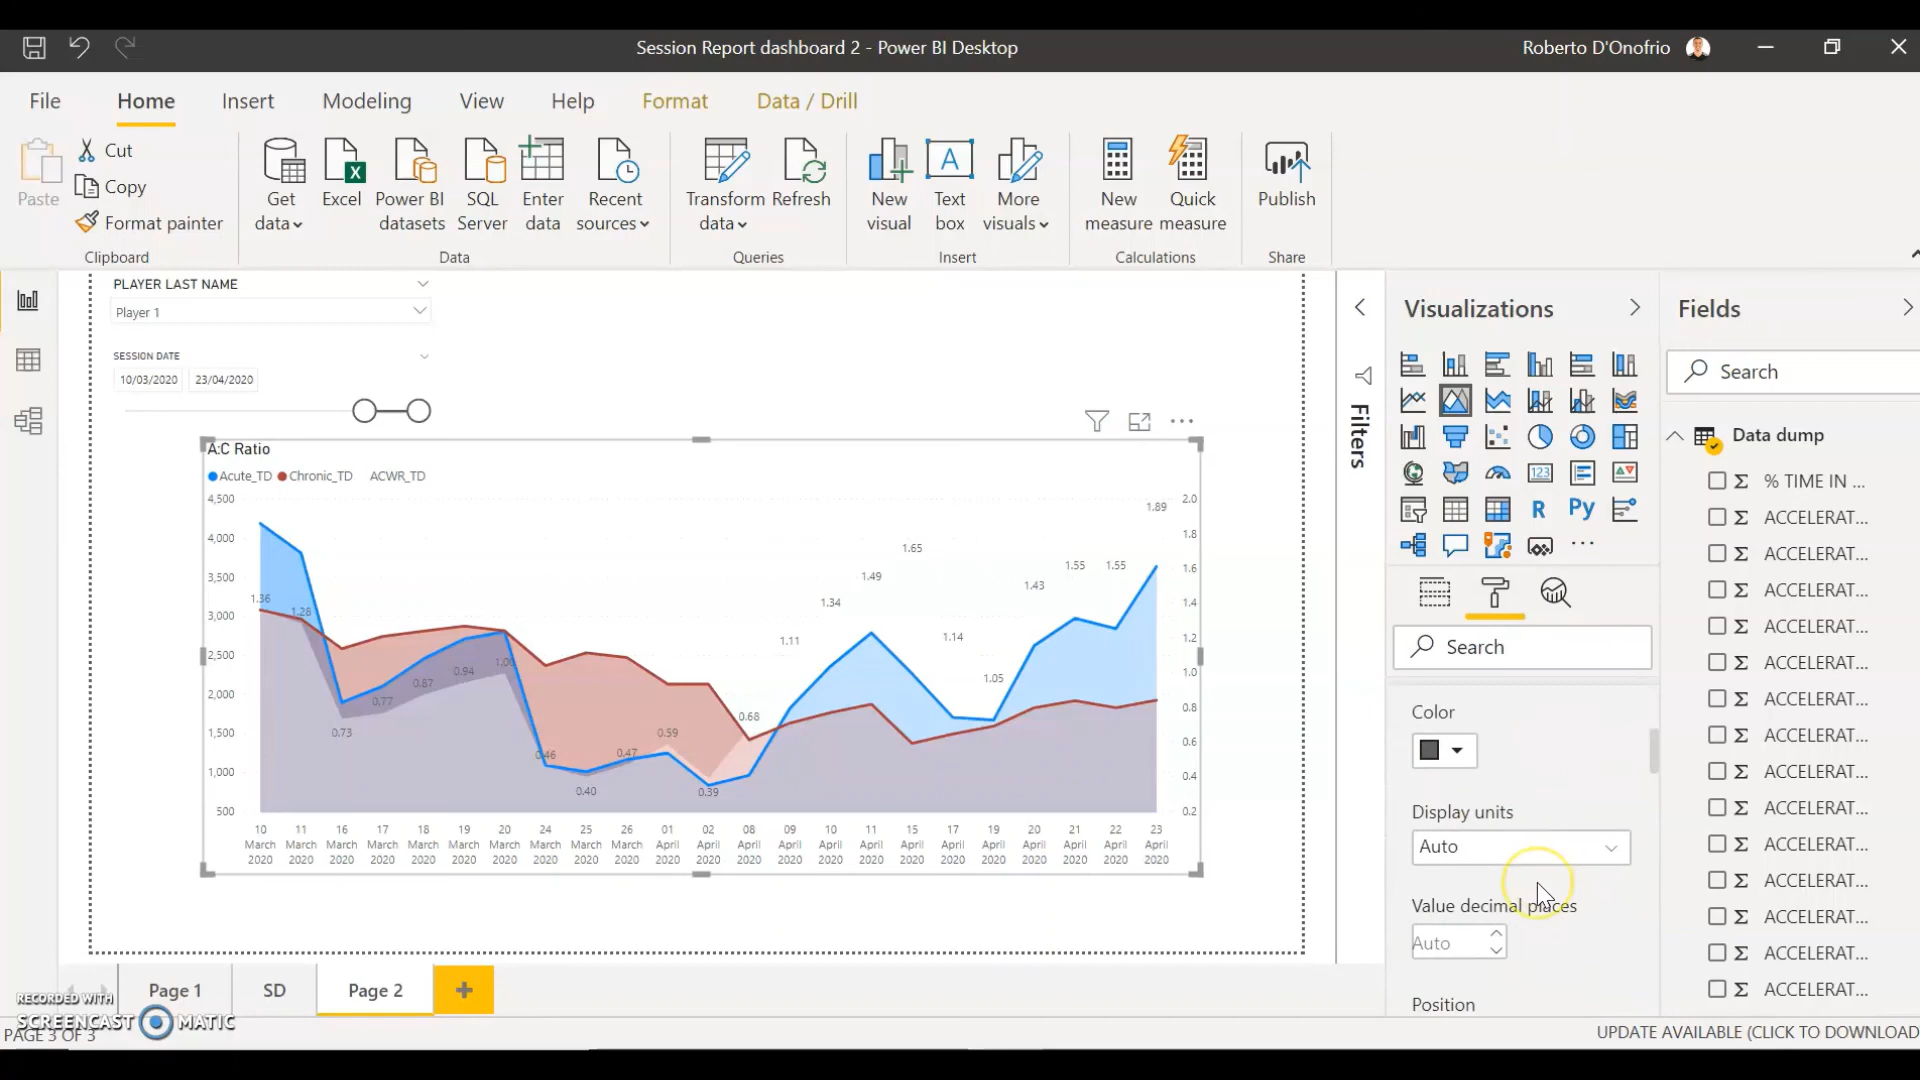 Session Report dashboard 2 - Power BI Desktop
Roberto D'Onofrio
File
Home
Insert
Modeling
View
Help
Format
Data / Drill
Paste
Cut
Copy
Format painter
Clipboard
Get data
Excel
Power BI datasets
SQL Server
Enter data
Recent sources
Data
Transform data
Refresh
Queries
New visual
Text box
More visuals
Insert
New measure
Quick measure
Calculations
Publish
Share
PLAYER LAST NAME
Player 1
SESSION DATE
10/03/2020
23/04/2020
A:C Ratio
Acute_TD
Chronic_TD
ACWR_TD
4,500
4,000
3,500
3,000
2,500
2,000
1,500
1,000
500
1.36
1.28
0.73
0.77
0.87
0.94
1.00
0.46
0.40
0.47
0.59
0.39
0.68
1.11
1.34
1.49
1.65
1.14
1.05
1.43
1.55
1.55
1.89
2.0
1.8
1.6
1.4
1.2
1.0
0.8
0.6
0.4
0.2
10 March 2020
11 March 2020
16 March 2020
17 March 2020
18 March 2020
19 March 2020
20 March 2020
24 March 2020
25 March 2020
26 March 2020
01 April 2020
02 April 2020
08 April 2020
09 April 2020
10 April 2020
11 April 2020
15 April 2020
17 April 2020
19 April 2020
20 April 2020
21 April 2020
22 April 2020
23 April 2020
Filters
Visualizations
123
R
Py
Search
Color
Display units
Auto
Value decimal places
Auto
Position
Fields
Search
Data dump
% TIME IN ...
ACCELERAT...
ACCELERAT...
ACCELERAT...
ACCELERAT...
ACCELERAT...
ACCELERAT...
ACCELERAT...
ACCELERAT...
ACCELERAT...
ACCELERAT...
ACCELERAT...
ACCELERAT...
ACCELERAT...
ACCELERAT...
Page 1
SD
Page 2
RECORDED WITH
SCREENCAST MATIC
PAGE 3 OF 3
UPDATE AVAILABLE (CLICK TO DOWNLOAD